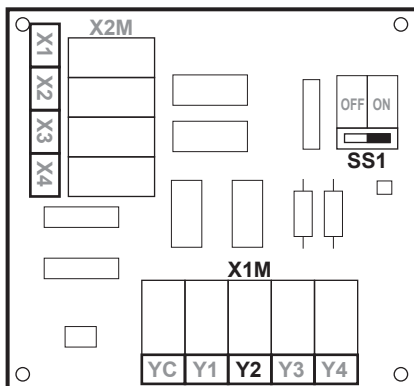 X2M
X1
X2
X3
X4
OFF ON
SS1
X1M
YC Y1 Y2 Y3 Y4